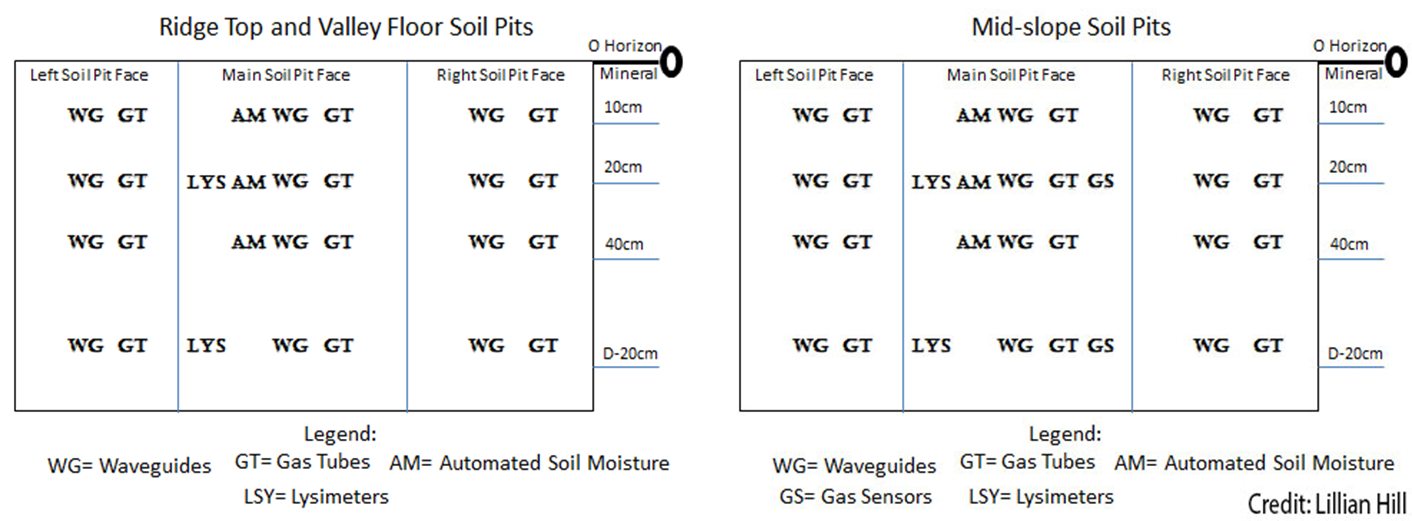 Ridge Top and Valley Floor Soil Pits
O Horizon
Left Soil Pit Face Main Soil Pit Face Right Soil Pit Face Mineral
WG GT AM WG GT WG GT 10cm
WG GT LYS AM WG GT WG GT 20cm
WG GT AM WG GT WG GT 40cm
WG GT LYS WG GT WG GT D-20cm
Legend:
WG= Waveguides GT= Gas Tubes AM= Automated Soil Moisture
LSY= Lysimeters
Mid-slope Soil Pits
O Horizon
Left Soil Pit Face Main Soil Pit Face Right Soil Pit Face Mineral
WG GT AM WG GT WG GT 10cm
WG GT LYS AM WG GT GS WG GT 20cm
WG GT AM WG GT WG GT 40cm
WG GT LYS WG GT GS WG GT D-20cm
Legend:
WG= Waveguides GT= Gas Tubes AM= Automated Soil Moisture
GS= Gas Sensors LSY= Lysimeters
Credit: Lillian Hill